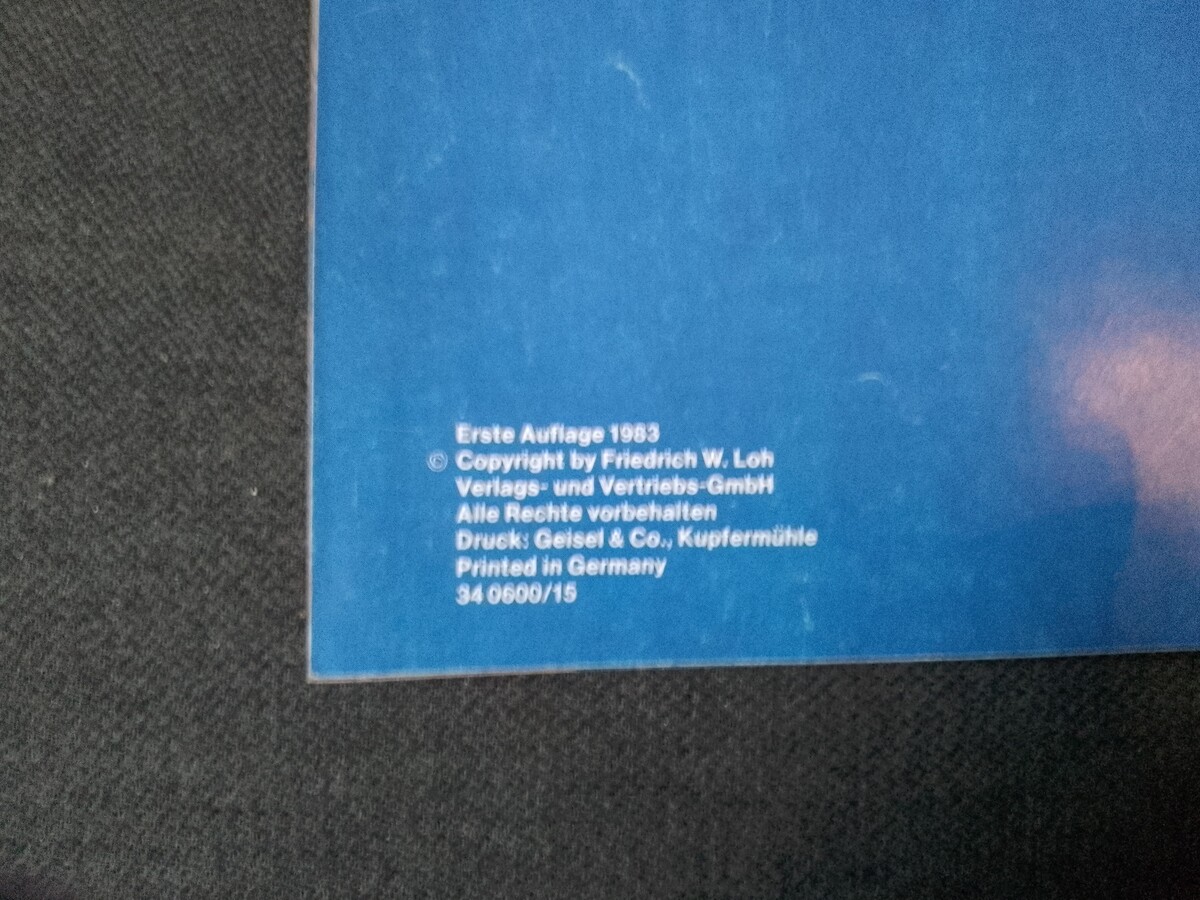 Erste Auflage 1983
© Copyright by Friedrich W. Loh
Verlags- und Vertriebs-GmbH
Alle Rechte vorbehalten
Druck: Geisel & Co., Kupfermühle
Printed in Germany
34 0600/15